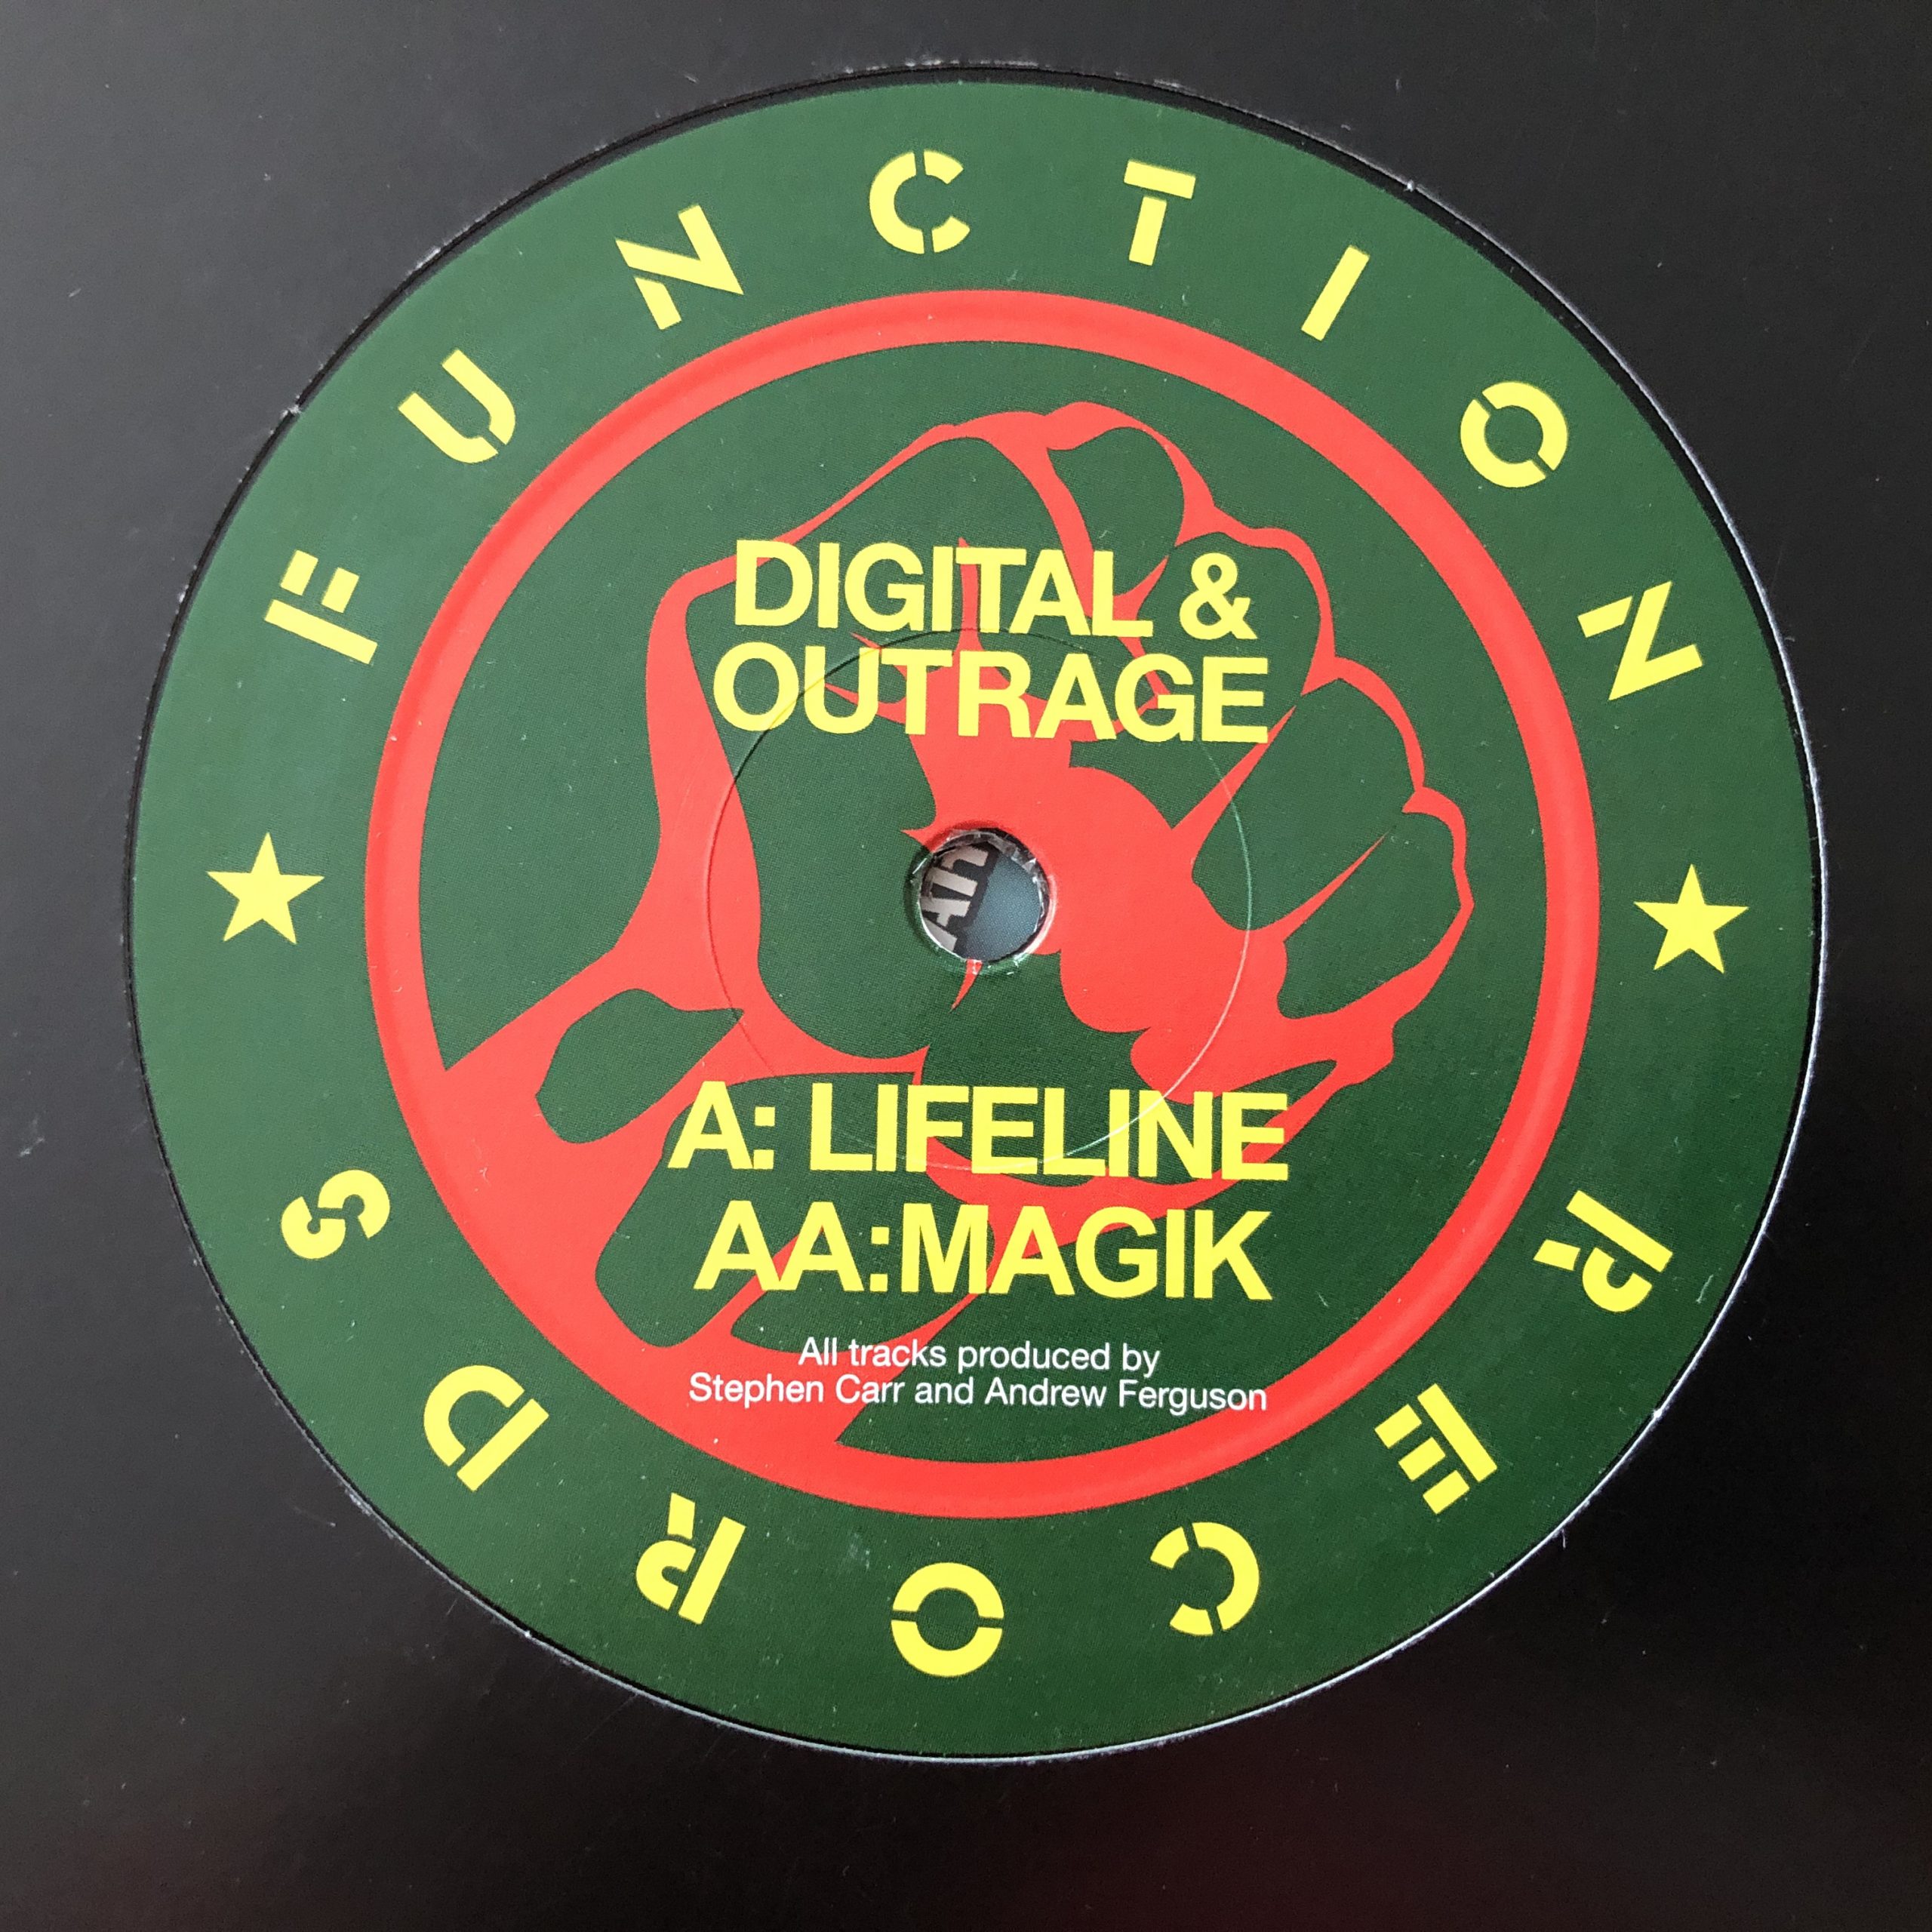 FUNCTION
RECORDS
DIGITAL &
OUTRAGE
A: LIFELINE
AA:MAGIK
All tracks produced by
Stephen Carr and Andrew Ferguson